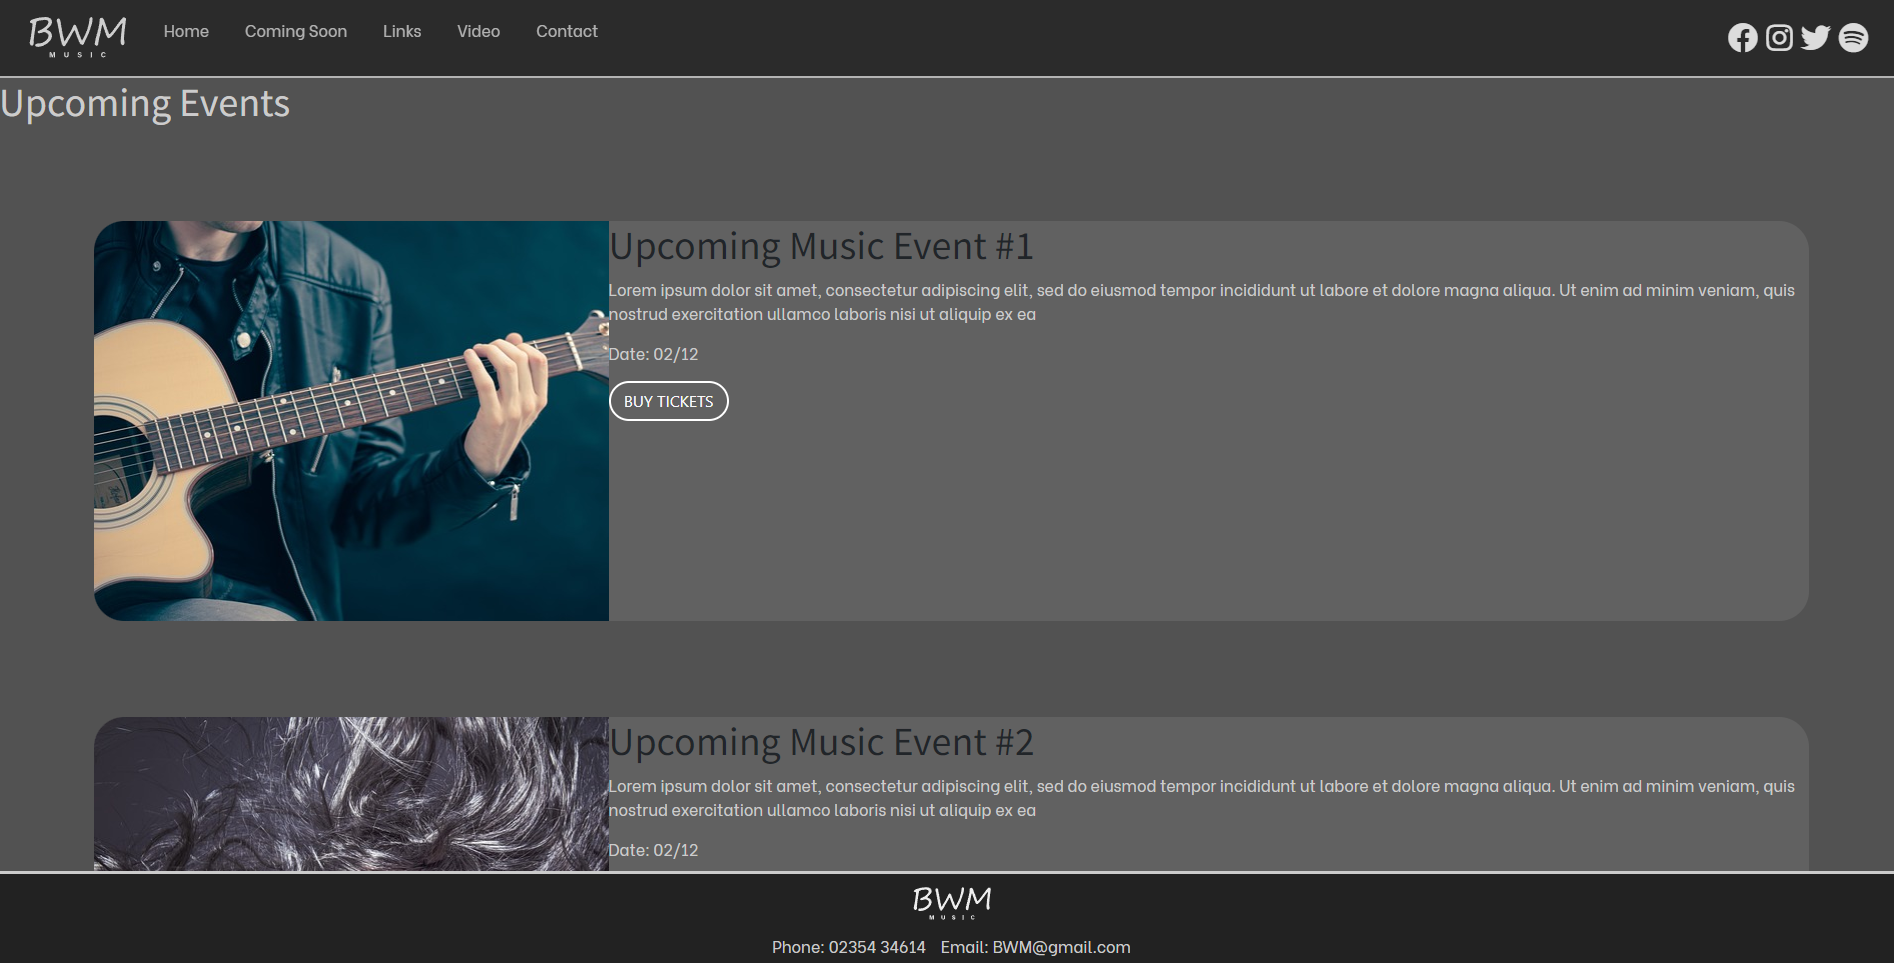 BWM
MUSIC
Home Coming Soon Links Video Contact
Upcoming Events
Upcoming Music Event #1
Lorem ipsum dolor sit amet, consectetur adipiscing elit, sed do eiusmod tempor incididunt ut labore et dolore magna aliqua. Ut enim ad minim veniam, quis
nostrud exercitation ullamco laboris nisi ut aliquip ex ea
Date: 02/12
BUY TICKETS
Upcoming Music Event #2
Lorem ipsum dolor sit amet, consectetur adipiscing elit, sed do eiusmod tempor incididunt ut labore et dolore magna aliqua. Ut enim ad minim veniam, quis
nostrud exercitation ullamco laboris nisi ut aliquip ex ea
Date: 02/12
BWM
MUSIC
Phone: 02354 34614 Email: BWM@gmail.com